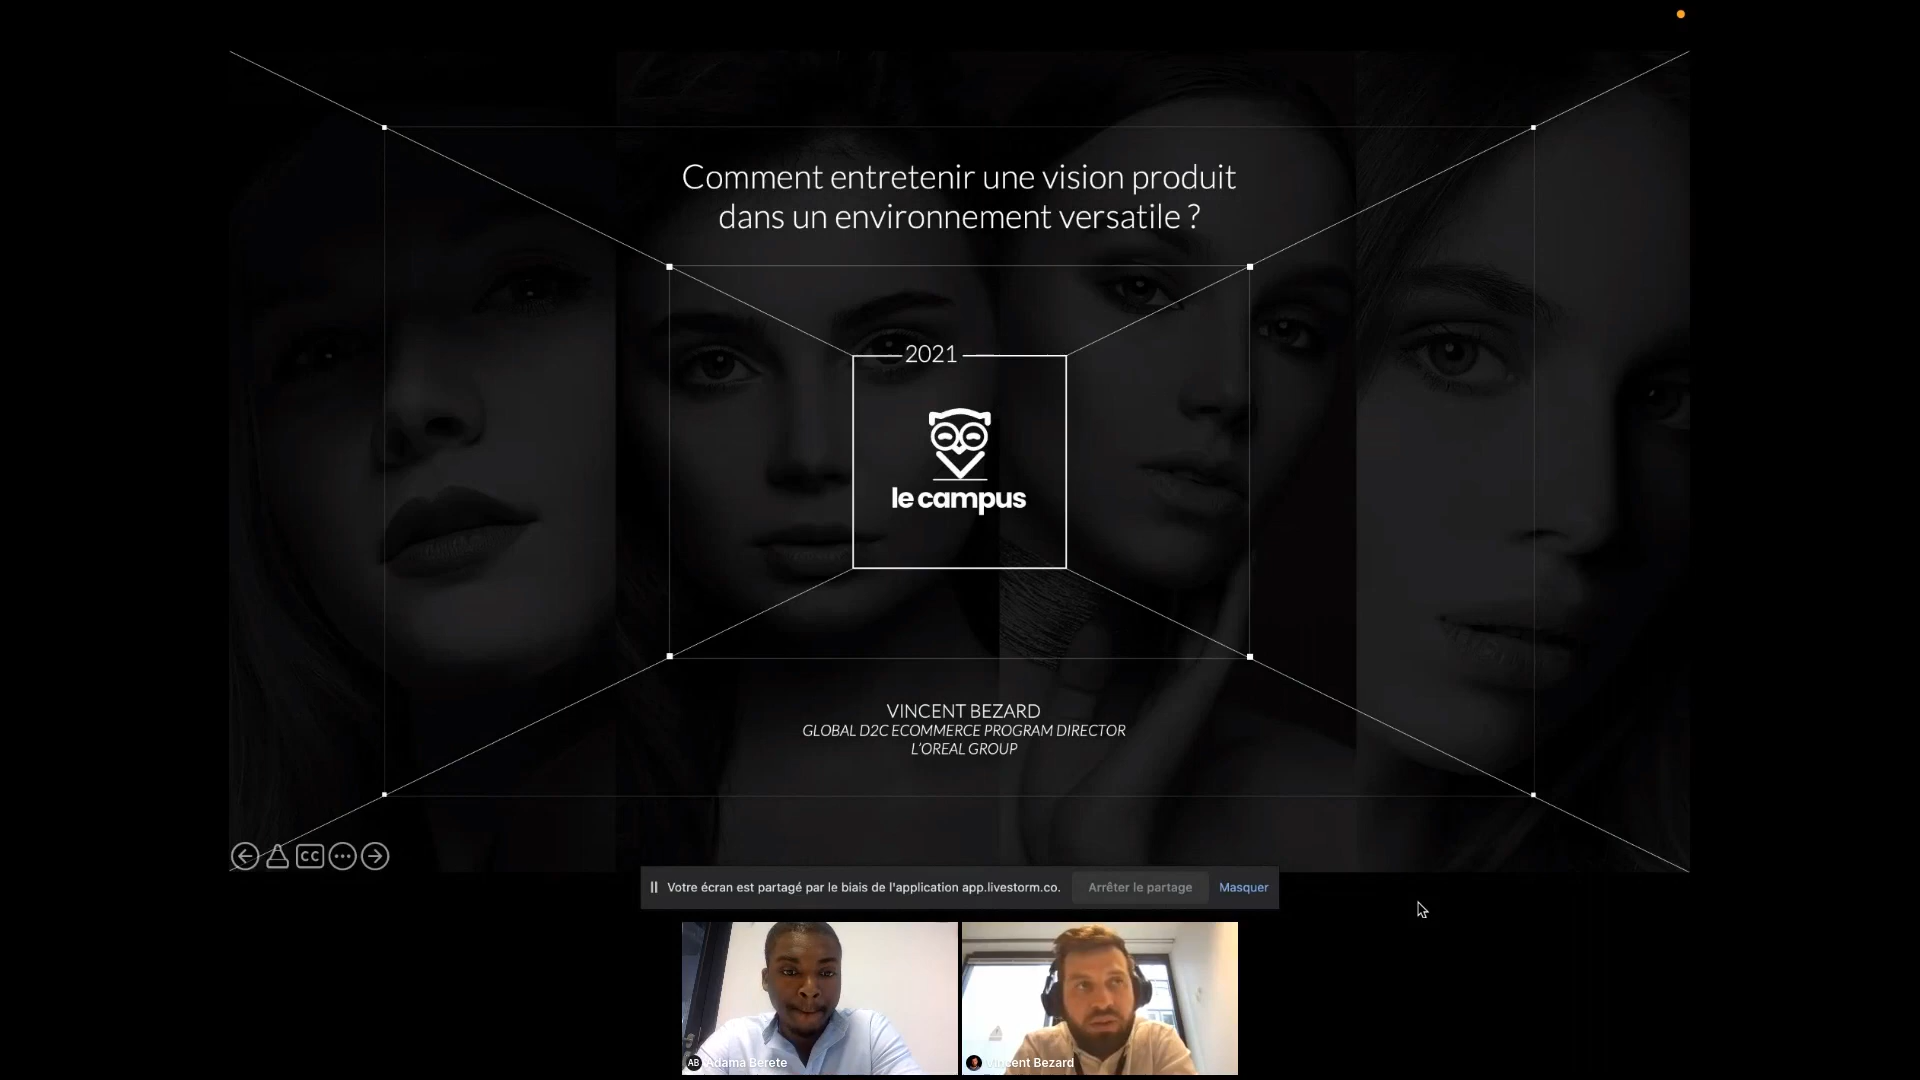 Comment entretenir une vision produit
dans un environnement versatile ?
2021
le campus
VINCENT BEZARD
GLOBAL D2C ECOMMERCE PROGRAM DIRECTOR
L'OREAL GROUP
CC
Votre écran est partagé par le biais de l'application app.livestorm.co.
Arrêter le partage
Masquer
AB Adama Berete
Vincent Bezard